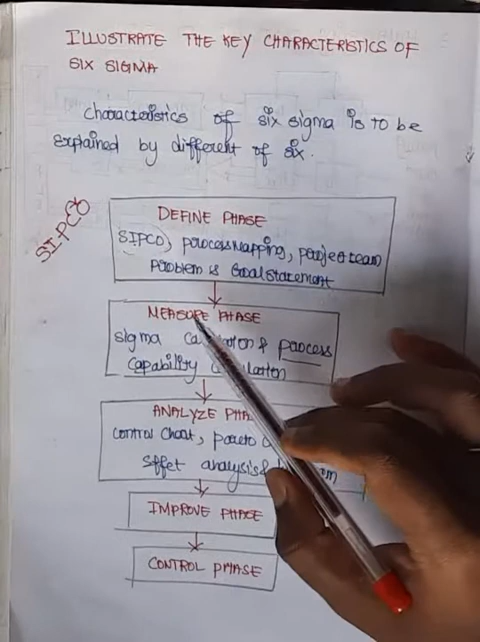 ILLUSTRATE THE KEY CHARACTERISTICS OF
SIX SIGMA
Characteristics of six sigma is to be
explained by different of six.
SIPCO
DEFINE PHASE
SIPCO, process mapping, project team
Problem is Goal statement
MEASURE PHASE
Sigma &
process
Capability
ANALYZE
Control chart, pareto
analysis &
IMPROVE PHASE
CONTROL PHASE